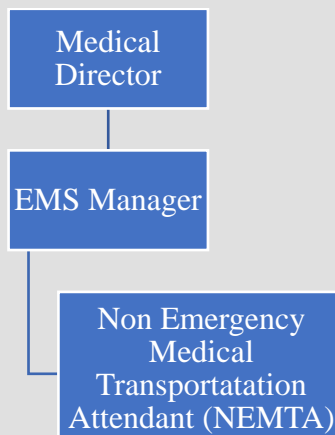 Medical
Director
EMS Manager
Non Emergency
Medical
Transportatation
Attendant (NEMTA)